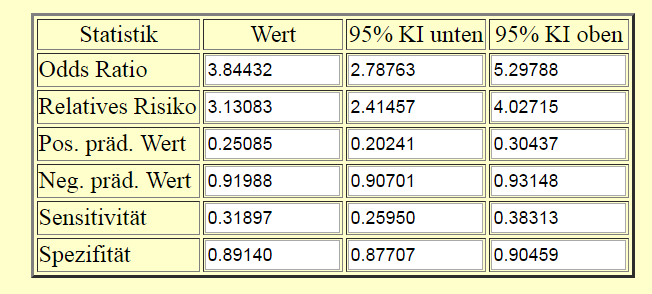 Statistik Wert 95% KI unten 95% KI oben
Odds Ratio 3.84432 2.78763 5.29788
Relatives Risiko 3.13083 2.41457 4.02715
Pos. präd. Wert 0.25085 0.20241 0.30437
Neg. präd. Wert 0.91988 0.90701 0.93148
Sensitivität 0.31897 0.25950 0.38313
Spezifität 0.89140 0.87707 0.90459